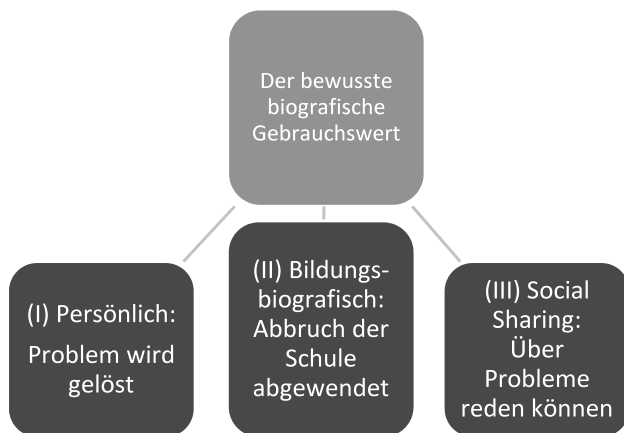 Der bewusste
biografische
Gebrauchswert
(I) Persönlich:
Problem wird
gelöst
(II) Bildungs-
biografisch:
Abbruch der
Schule
abgewendet
(III) Social
Sharing:
Über
Probleme
reden können